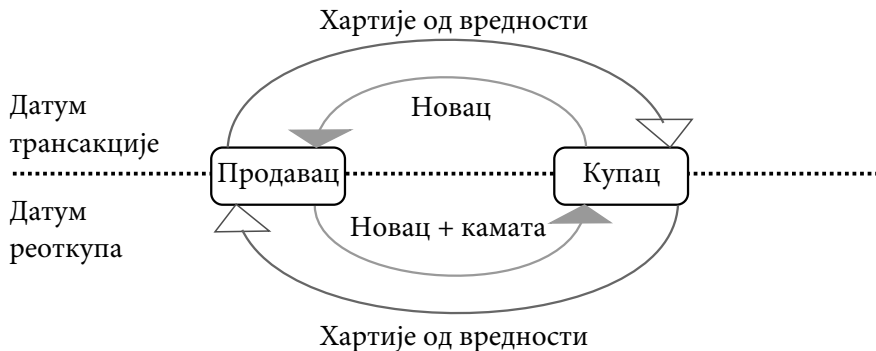 Хартије од вредности
Новац
Датум
трансакције
Продавац
Купац
Датум
реоткупа
Новац + камата
Хартије од вредности